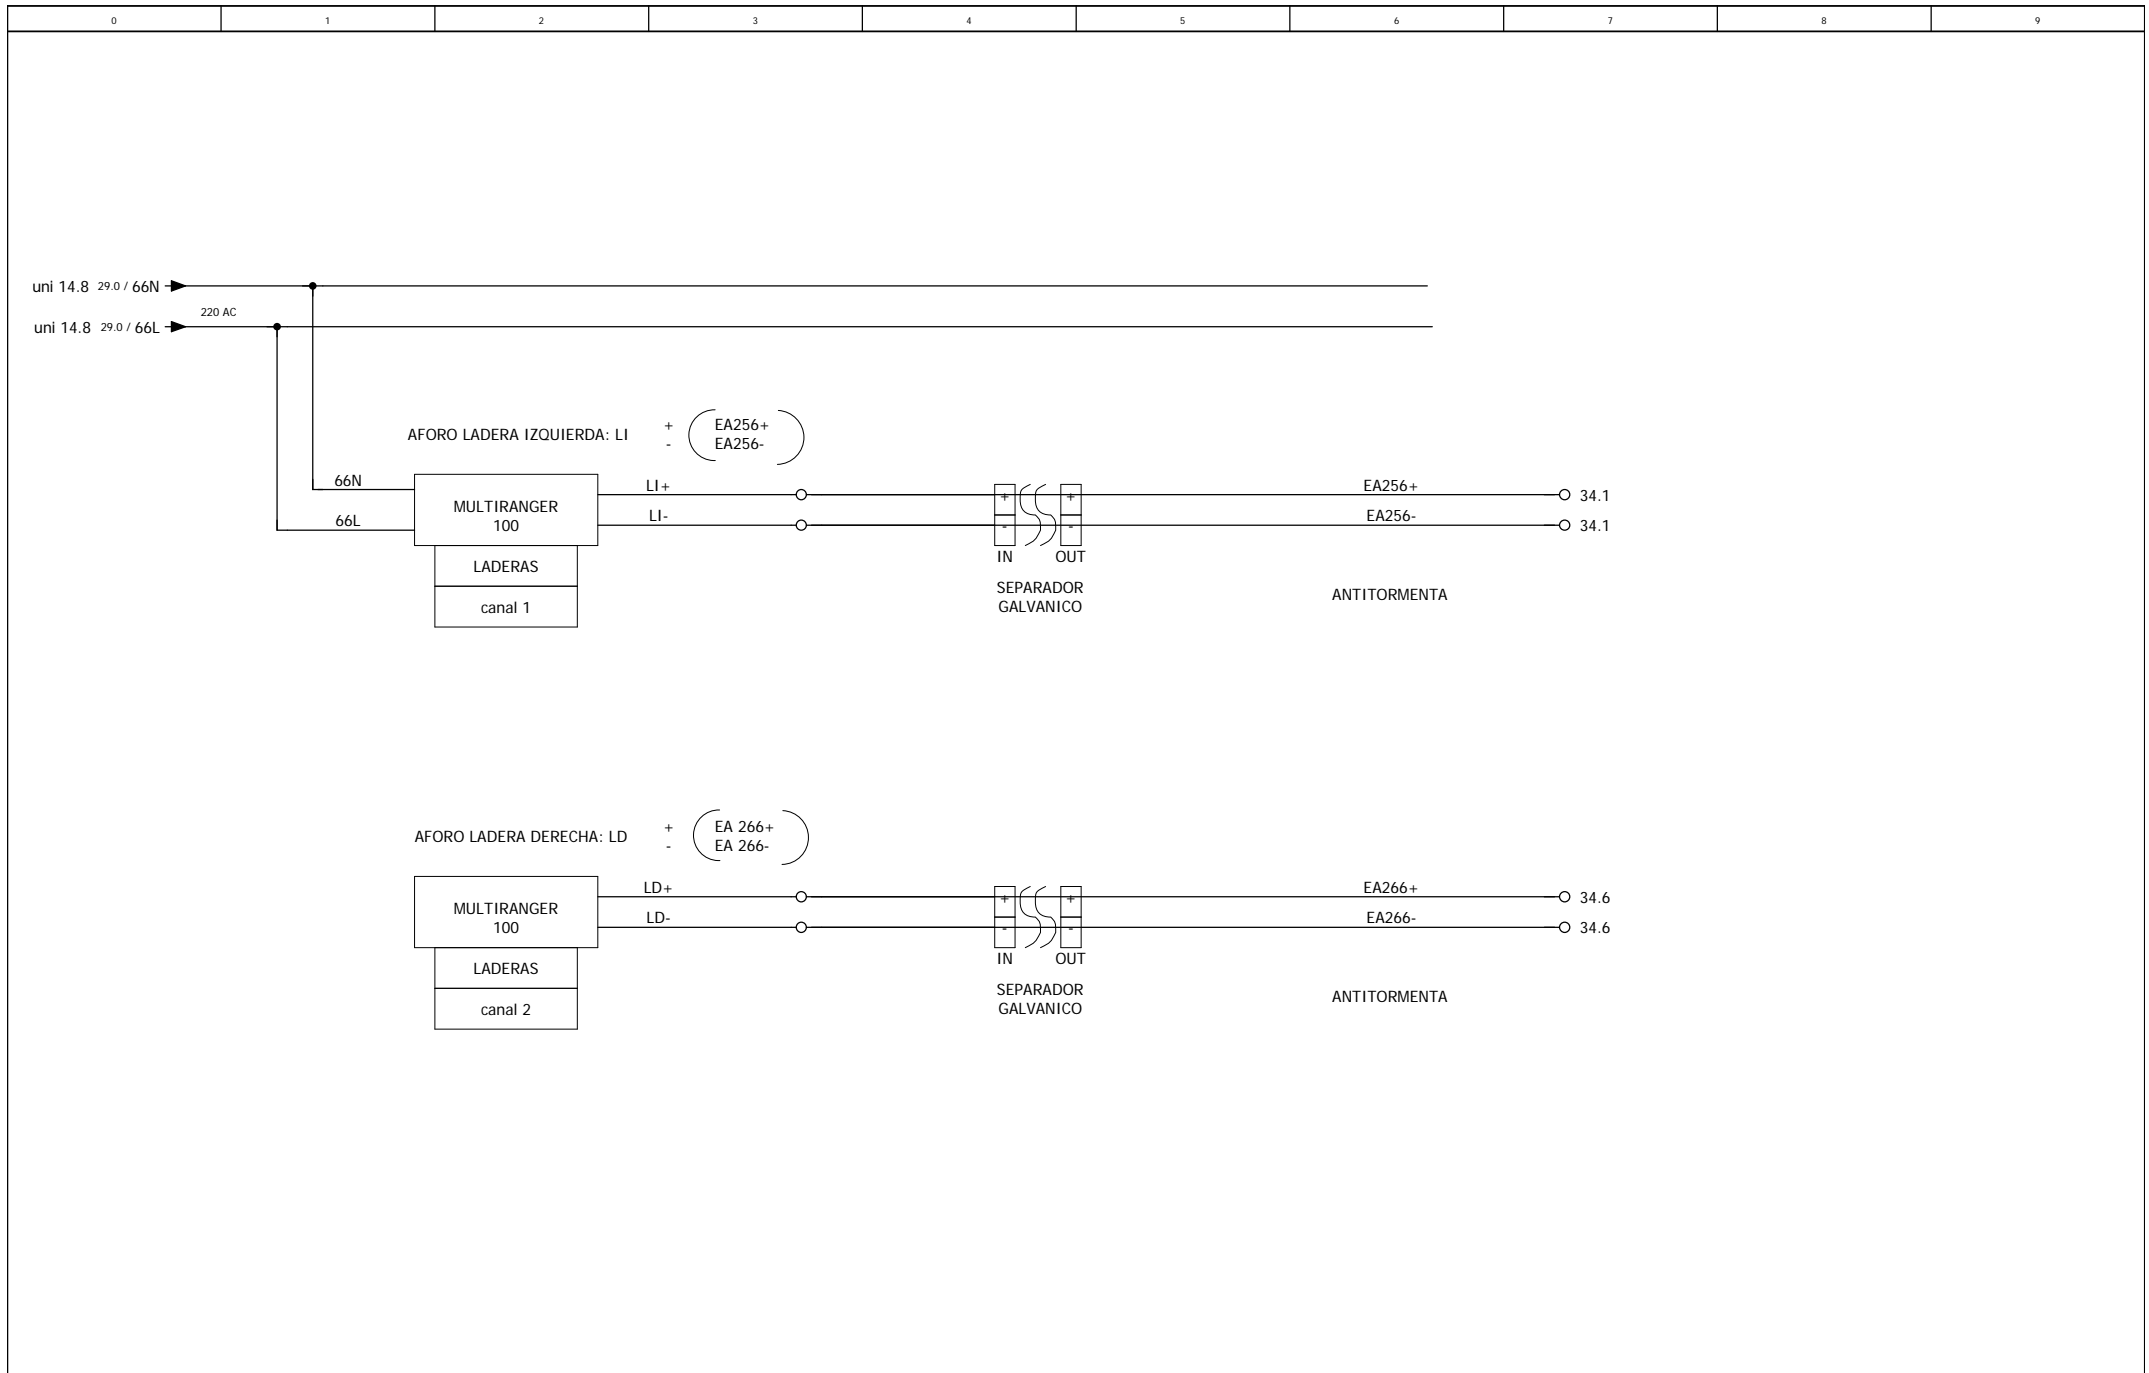 0 1 2 3 4 5 6 7 8 9
uni 14.8 29.0 / 66N
220 AC
uni 14.8 29.0 / 66L
AFORO LADERA IZQUIERDA: LI
+
-
EA256+
EA256-
66N
66L
MULTIRANGER
100
LADERAS
canal 1
LI+
LI-
+ +
- -
IN OUT
SEPARADOR
GALVANICO
EA256+
EA256-
34.1
34.1
ANTITORMENTA
AFORO LADERA DERECHA: LD
+
-
EA 266+
EA 266-
MULTIRANGER
100
LADERAS
canal 2
LD+
LD-
+ +
- -
IN OUT
SEPARADOR
GALVANICO
EA266+
EA266-
34.6
34.6
ANTITORMENTA